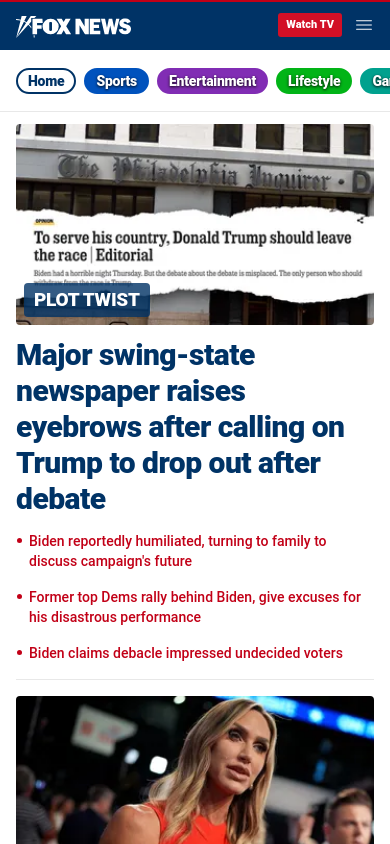 FOX NEWS
Watch TV
Home
Sports
Entertainment
Lifestyle
Ga
The Philadelphia Inquirer · D
OPINION
To serve his country, Donald Trump should leave
the race | Editorial
Biden had a horrible night Thursday. But the debate about the debate is misplaced. The only person who should
withdraw from the race is Trump.
PLOT TWIST
Major swing-state
newspaper raises
eyebrows after calling on
Trump to drop out after
debate
Biden reportedly humiliated, turning to family to
discuss campaign's future
Former top Dems rally behind Biden, give excuses for
his disastrous performance
Biden claims debacle impressed undecided voters